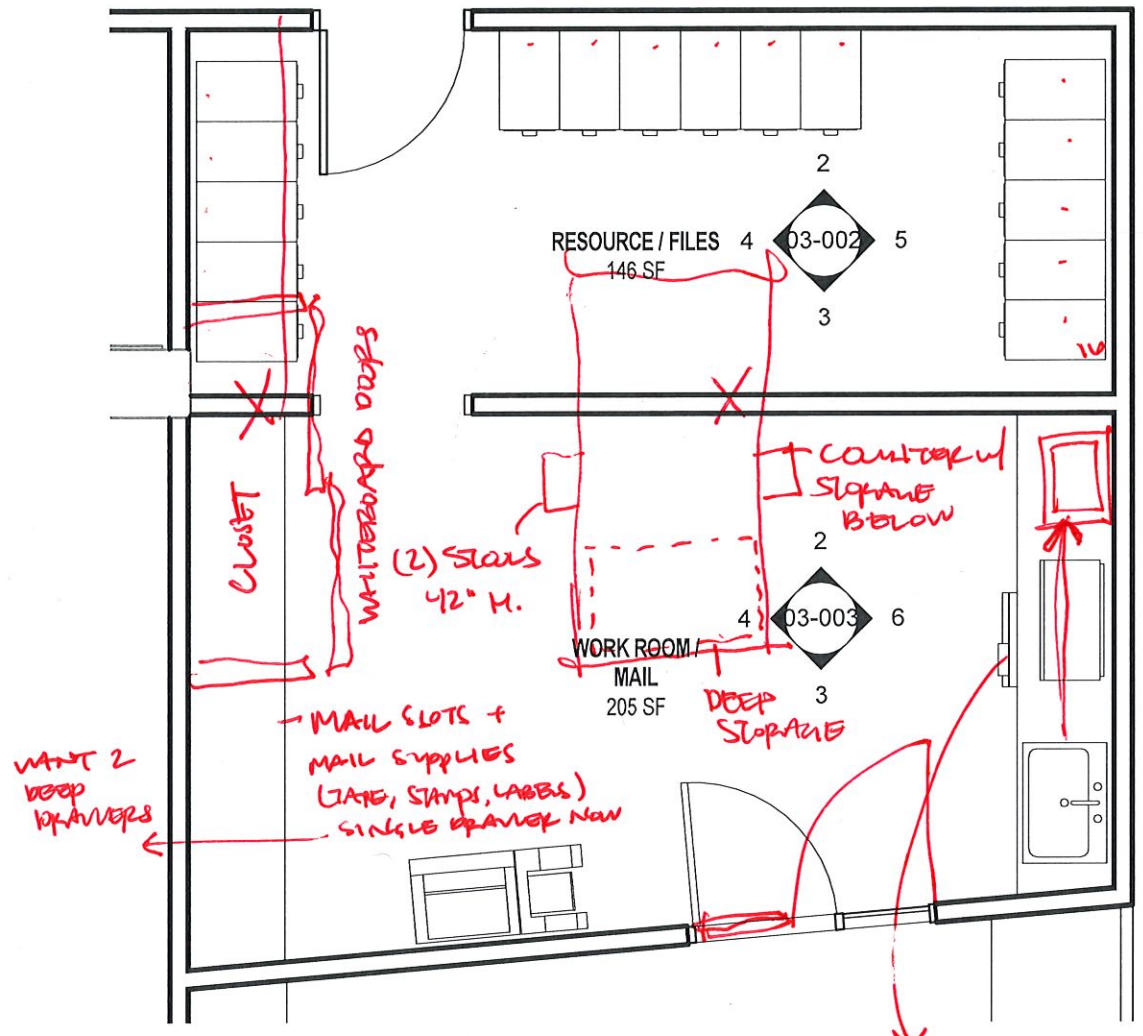 2
RESOURCE / FILES
146 SF
4
03-002
5
3
16
WHITEBOARD DOORS
CLOSET
COUNTER W/
STORAGE
BELOW
(2) STOOLS
42" H.
2
4
03-003
6
3
WORK ROOM /
MAIL
205 SF
DEEP
STORAGE
MAIL SLOTS +
MAIL SUPPLIES
(TAPE, STAMPS, LABELS)
SINGLE DRAWER NOW
WANT 2
DEEP
DRAWERS